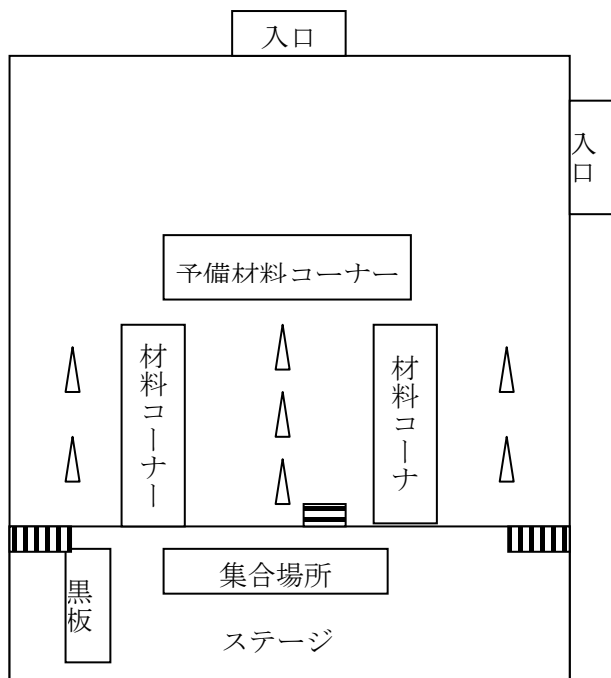 入口
入口
予備材料コーナー
材料コーナー
材料コーナ
集合場所
黒板
ステージ